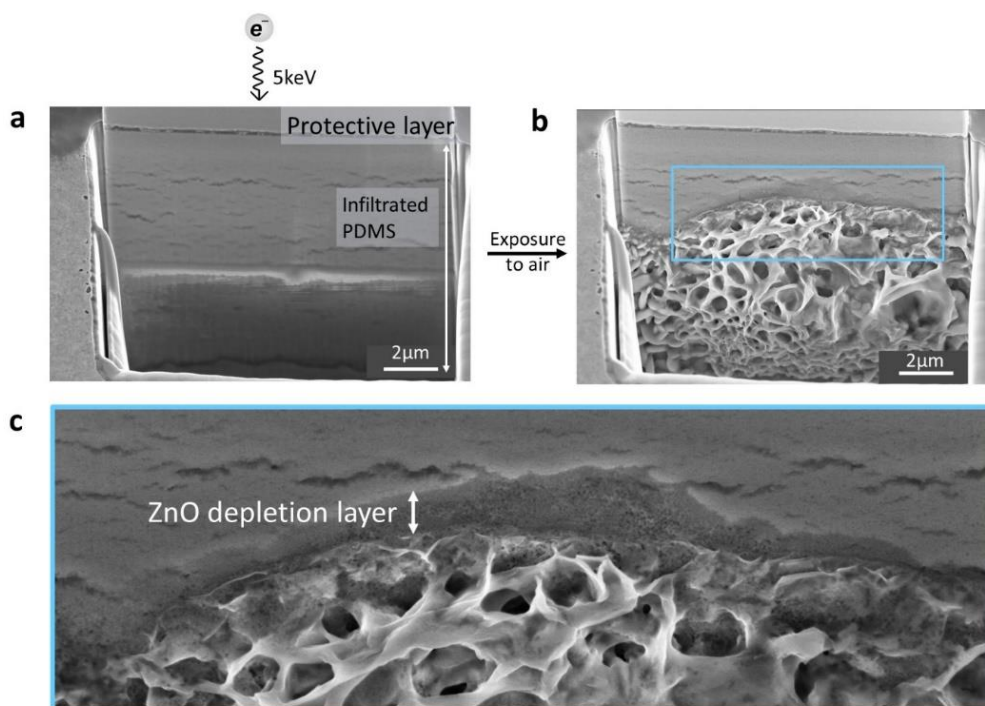 e⁻
5keV
a
Protective layer
Infiltrated
PDMS
2µm
Exposure
to air
b
2µm
c
ZnO depletion layer